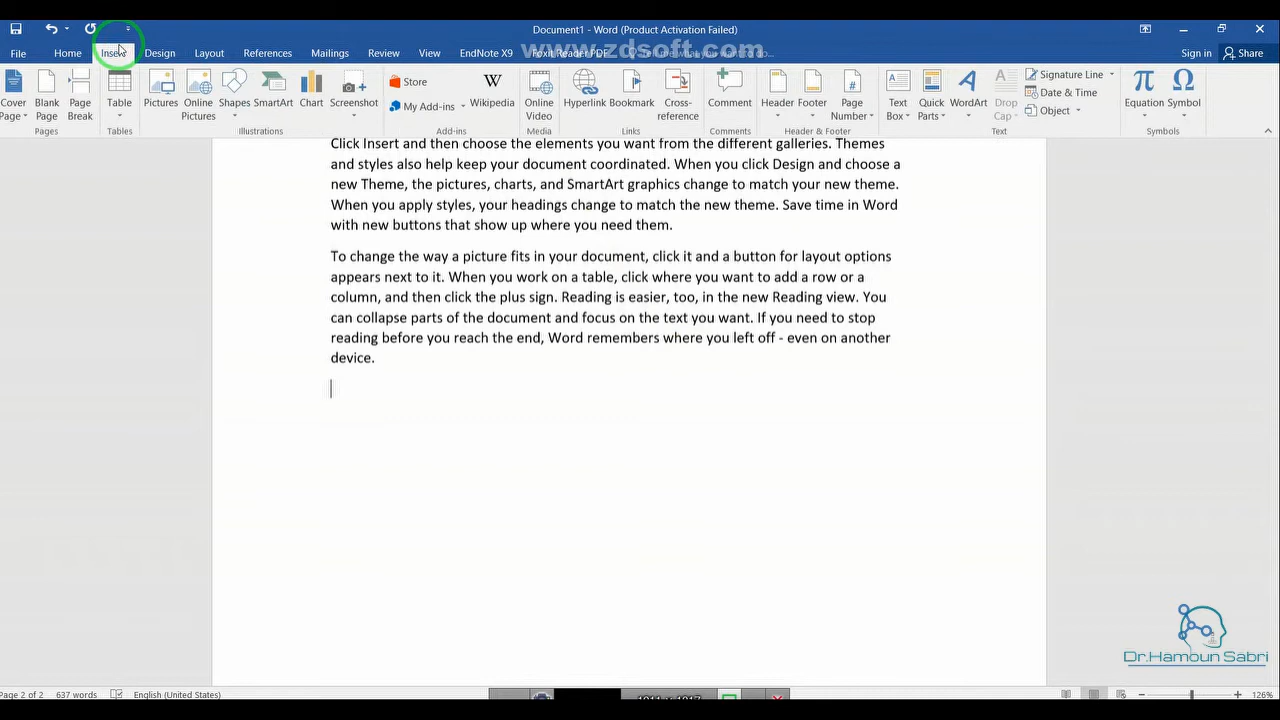 Document1 - Word (Product Activation Failed)
File Home Insert Design Layout References Mailings Review View EndNote X9 Foxit Reader PDF Tell me what you want to do... Sign in Share
www.zdsoft.com
Cover Page Blank Page Page Break Table Pictures Online Pictures Shapes SmartArt Chart Screenshot Store My Add-ins Wikipedia Online Video Hyperlink Bookmark Cross-reference Comment Header Footer Page Number Text Box Quick Parts WordArt Drop Cap Signature Line Date & Time Object Equation Symbol
Pages Tables Illustrations Add-ins Media Links Comments Header & Footer Text Symbols
Click Insert and then choose the elements you want from the different galleries. Themes
and styles also help keep your document coordinated. When you click Design and choose a
new Theme, the pictures, charts, and SmartArt graphics change to match your new theme.
When you apply styles, your headings change to match the new theme. Save time in Word
with new buttons that show up where you need them.
To change the way a picture fits in your document, click it and a button for layout options
appears next to it. When you work on a table, click where you want to add a row or a
column, and then click the plus sign. Reading is easier, too, in the new Reading view. You
can collapse parts of the document and focus on the text you want. If you need to stop
reading before you reach the end, Word remembers where you left off - even on another
device.
Dr.Hamoun Sabri
Page 2 of 2 637 words English (United States) 126%